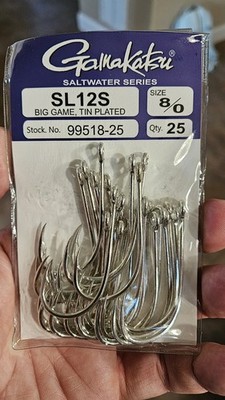 Gamakatsu
SALTWATER SERIES
SL12S
BIG GAME, TIN PLATED
SIZE
8/0
Stock. No. 99518-25
Qty. 25